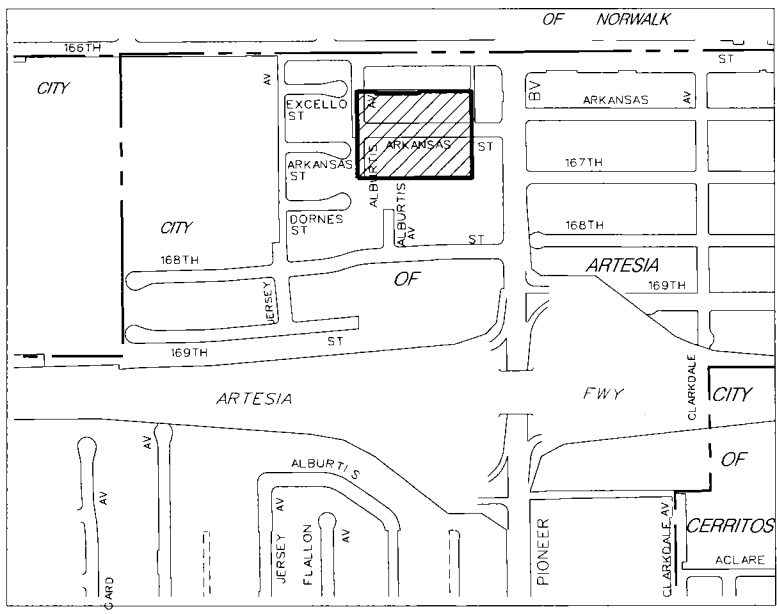 OF NORWALK
166TH
ST
CITY
AV
EXCELLO
ST
AV
BV
ARKANSAS
AV
ARKANSAS
ST
ARKANSAS
ST
ALBURTIS
167TH
DORNES
ST
ALBURTIS
AV
CITY
168TH
168TH
ST
OF
ARTESIA
169TH
JERSEY
169TH
ST
ARTESIA
FWY
CLARKDALE
CITY
OF
CERRITOS
ALBURTIS
AV
AV
AV
AV
JERSEY
FLALLON
GARD
PIONEER
CLARKDALE AV
ACLARE